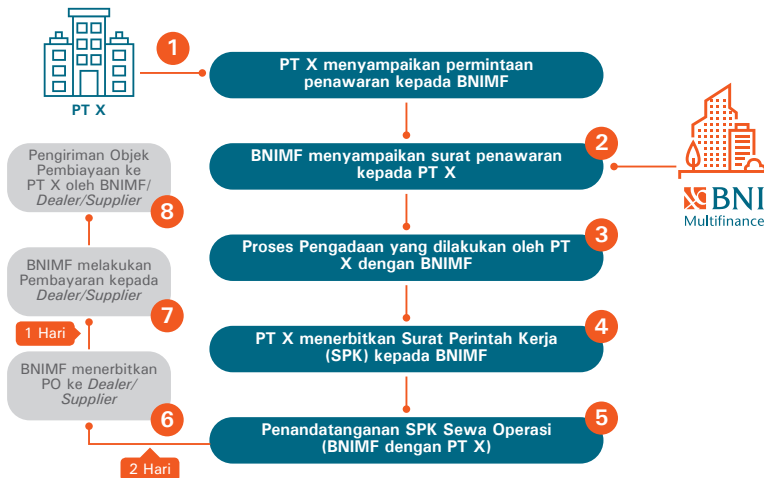 1
PT X
PT X menyampaikan permintaan
penawaran kepada BNIMF
2
BNIMF menyampaikan surat penawaran
kepada PT X
BNI
Multifinance
3
Proses Pengadaan yang dilakukan oleh PT
X dengan BNIMF
4
PT X menerbitkan Surat Perintah Kerja
(SPK) kepada BNIMF
5
Penandatanganan SPK Sewa Operasi
(BNIMF dengan PT X)
2 Hari
6
BNIMF menerbitkan
PO ke Dealer/
Supplier
1 Hari
7
BNIMF melakukan
Pembayaran kepada
Dealer/Supplier
8
Pengiriman Objek
Pembiayaan ke
PT X oleh BNIMF/
Dealer/Supplier